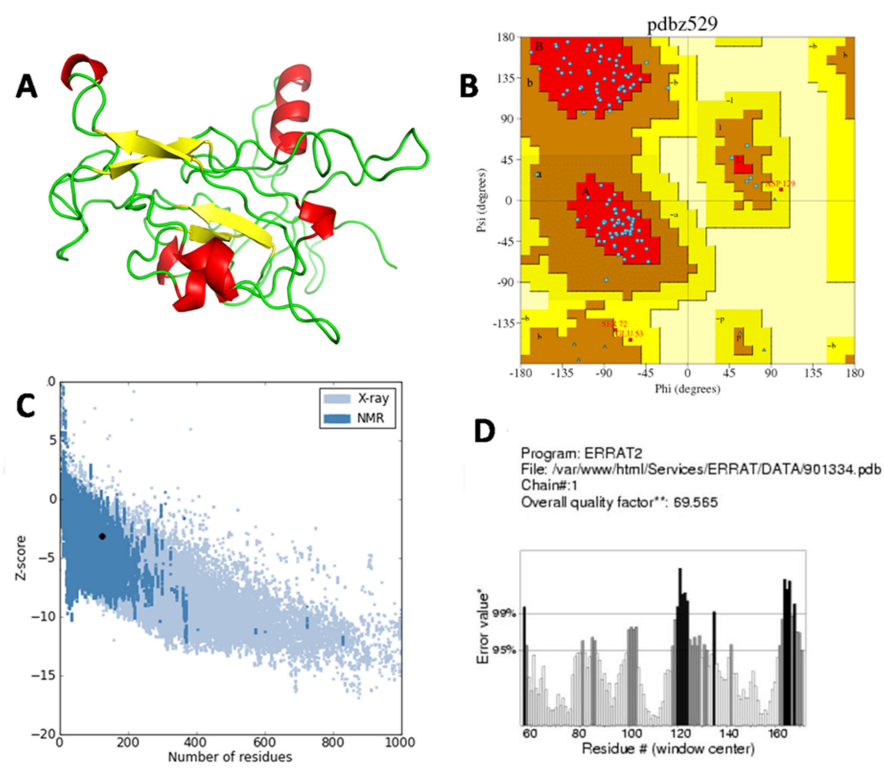 A
B
pdbz529
180
135
90
45
0
-45
-90
-135
Psi (degrees)
B
b
~b
b
~l
l
L
ASP 129
a
A
~a
SER 72
GLU 53
b
~b
~p
p
~b
-180 -135 -90 -45 0 45 90 135 180
Phi (degrees)
C
.0
5
0
−5
−10
−15
−20
Z-score
X-ray
NMR
0 200 400 600 800 1000
Number of residues
D
Program: ERRAT2
File: /var/www/html/Services/ERRAT/DATA/901334.pdb
Chain#:1
Overall quality factor**: 69.565
Error value*
99%
95%
60 80 100 120 140 160
Residue # (window center)